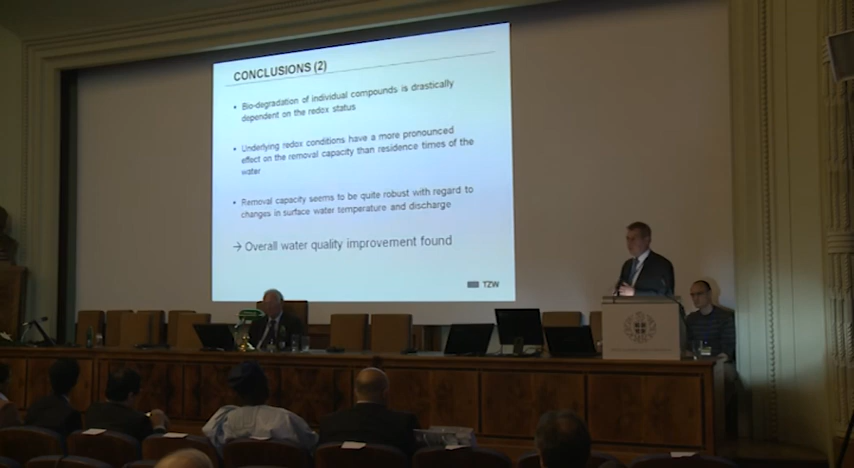 CONCLUSIONS (2)
• Bio-degradation of individual compounds is drastically
dependent on the redox status
• Underlying redox conditions have a more pronounced
effect on the removal capacity than residence times of the
water
• Removal capacity seems to be quite robust with regard to
changes in surface water temperature and discharge
→ Overall water quality improvement found
TZW